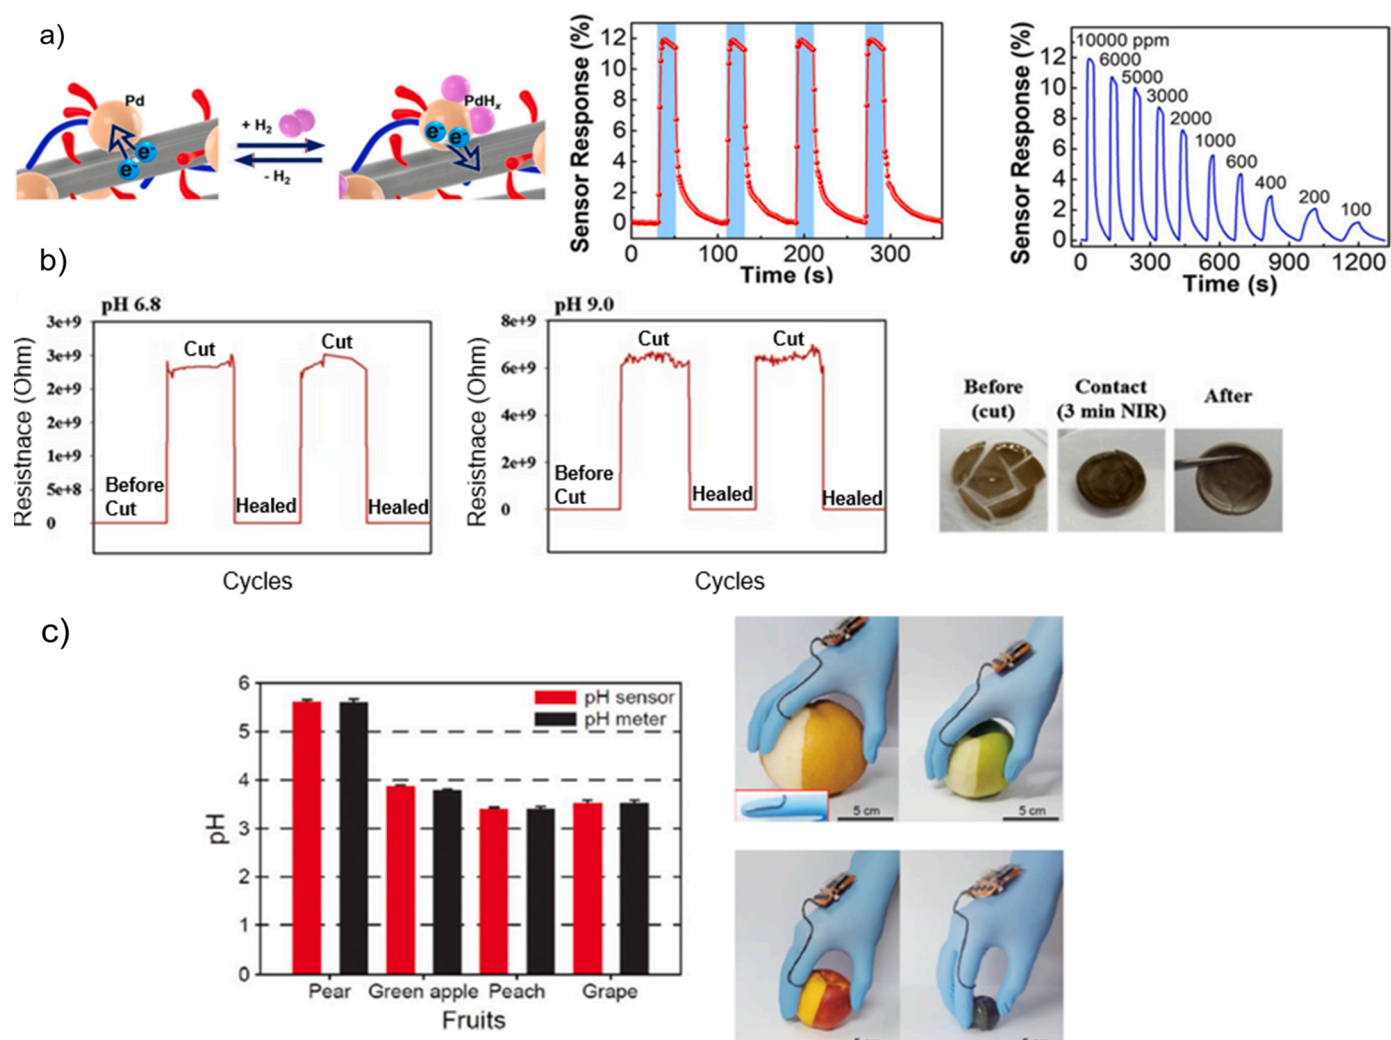 a)
Pd
e-
e-
+ H2
- H2
PdHx
e-
e-
Sensor Response (%)
12
10
8
6
4
2
0
0
100
200
300
Time (s)
Sensor Response (%)
12
10
8
6
4
2
0
10000 ppm
6000
5000
3000
2000
1000
600
400
200
100
0
300
600
900
1200
Time (s)
b)
pH 6.8
Resistnace (Ohm)
3e+9
3e+9
2e+9
2e+9
1e+9
5e+8
0
Cut
Cut
Before
Cut
Healed
Healed
Cycles
pH 9.0
Resistnace (Ohm)
8e+9
6e+9
4e+9
2e+9
0
Cut
Cut
Before
Cut
Healed
Healed
Cycles
Before
(cut)
Contact
(3 min NIR)
After
c)
pH
6
5
4
3
2
1
0
pH sensor
pH meter
Pear
Green apple
Peach
Grape
Fruits
5 cm
5 cm